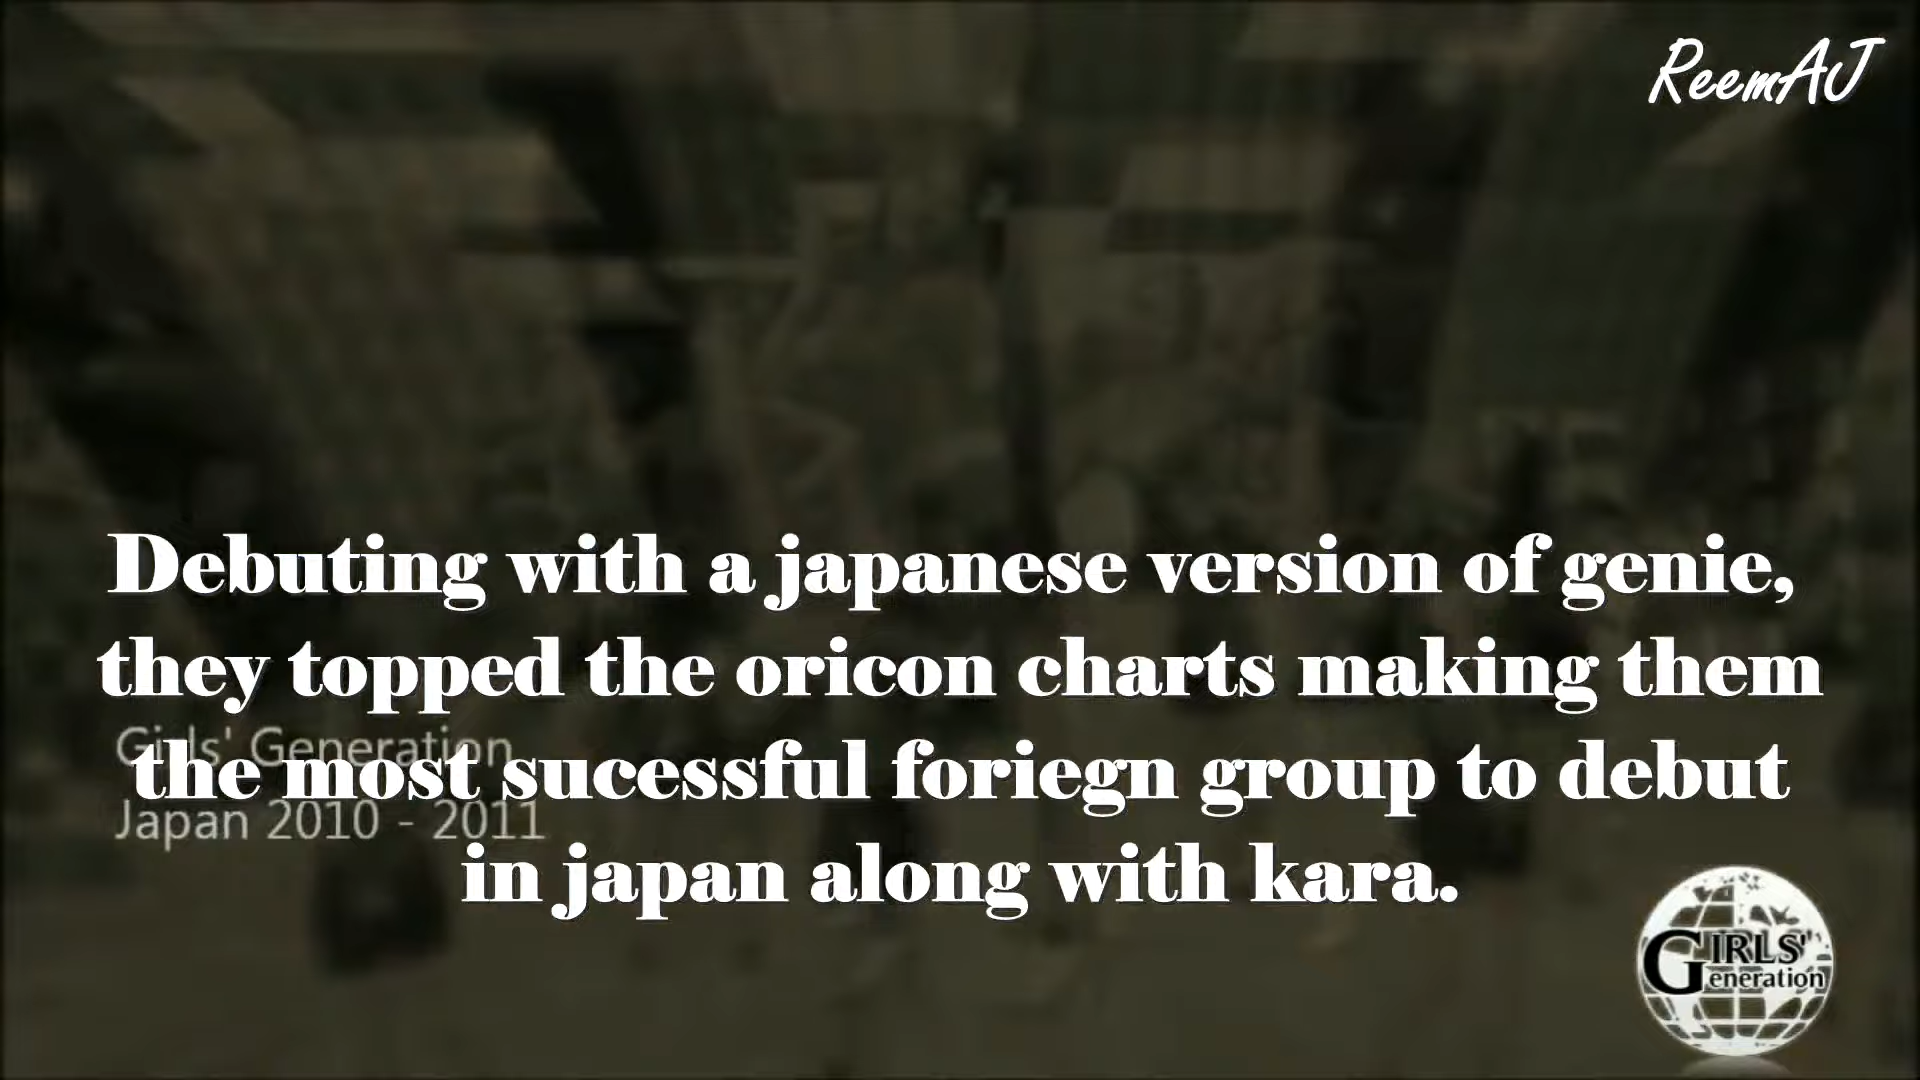 ReemAJ
Debuting with a japanese version of genie,
they topped the oricon charts making them
the most sucessful foriegn group to debut
in japan along with kara.
Girls' Generation
Japan 2010 - 2011
GIRLS'
Generation